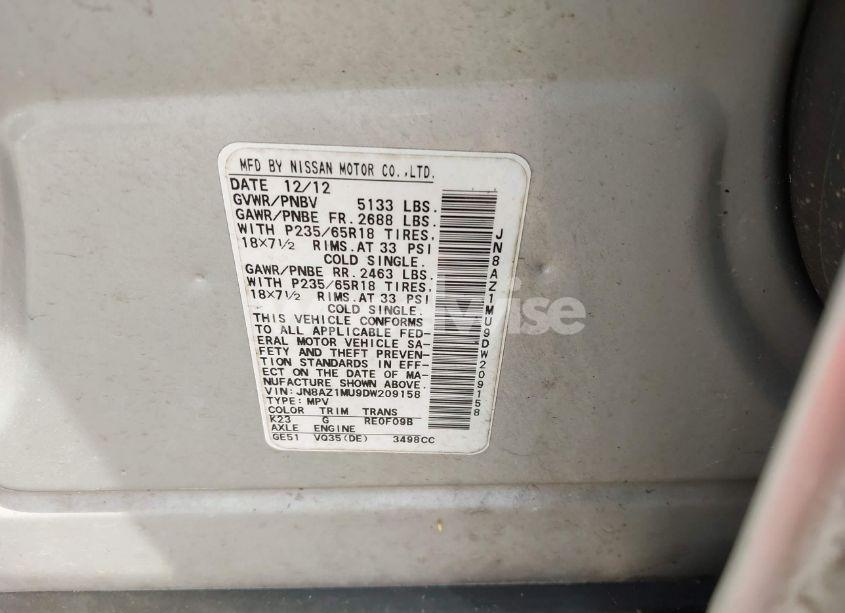 MFD BY NISSAN MOTOR CO.,LTD.
DATE 12/12
GVWR/PNBV 5133 LBS.
GAWR/PNBE FR. 2688 LBS.
WITH P235/65R18 TIRES,
18×7½ RIMS.AT 33 PSI
COLD SINGLE.
GAWR/PNBE RR. 2463 LBS.
WITH P235/65R18 TIRES,
18×7½ RIMS.AT 33 PSI
COLD SINGLE.
THIS VEHICLE CONFORMS
TO ALL APPLICABLE FED-
ERAL MOTOR VEHICLE SA-
FETY AND THEFT PREVEN-
TION STANDARDS IN EFF-
ECT ON THE DATE OF MA-
NUFACTURE SHOWN ABOVE.
VIN: JN8AZ1MU9DW209158
TYPE: MPV
COLOR TRIM TRANS
K23 G RE0F09B
AXLE ENGINE
GE51 VQ35(DE) 3498CC
JN8AZ1MU9DW209158